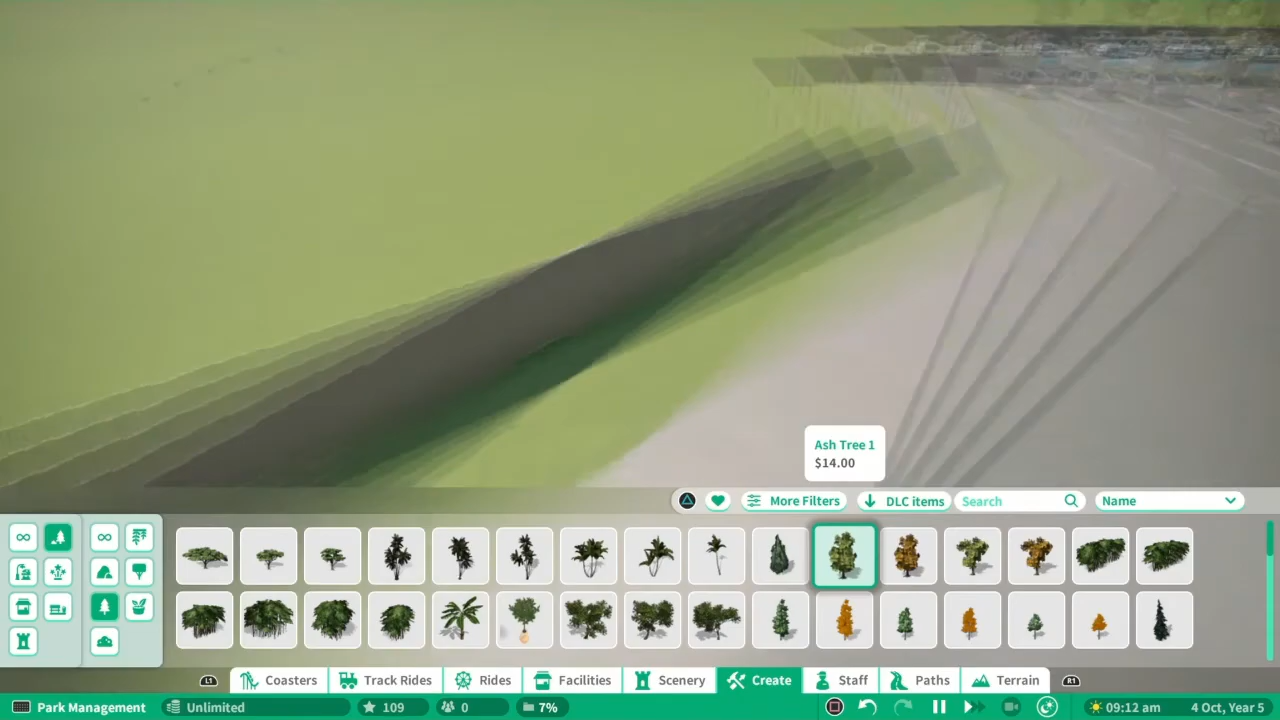 Ash Tree 1
$14.00
More Filters
DLC items
Search
Name
L1
Coasters
Track Rides
Rides
Facilities
Scenery
Create
Staff
Paths
Terrain
R1
Park Management
Unlimited
109
0
7%
09:12 am
4 Oct, Year 5